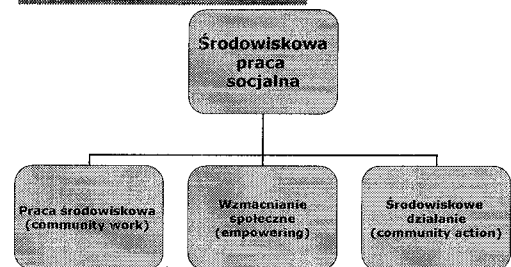 Środowiskowa
praca
socjalna
Praca środowiskowa
(community work)
Wzmacnianie
społeczne
(empowering)
Środowiskowe
działanie
(community action)